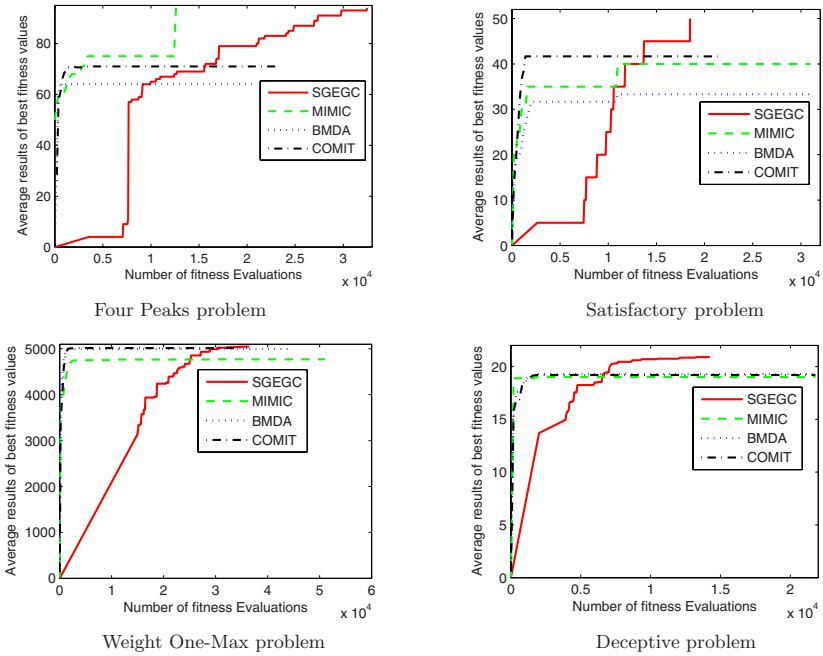 Average results of best fitness values
80
60
40
20
0
0
0.5
1
1.5
2
2.5
3
Number of fitness Evaluations
x 10^4
SGEGC
MIMIC
BMDA
COMIT
Four Peaks problem
Average results of best fitness values
50
40
30
20
10
0
0
0.5
1
1.5
2
2.5
3
Number of fitness Evaluations
x 10^4
SGEGC
MIMIC
BMDA
COMIT
Satisfactory problem
Average results of best fitness values
5000
4000
3000
2000
1000
0
0
1
2
3
4
5
6
Number of fitness Evaluations
x 10^4
SGEGC
MIMIC
BMDA
COMIT
Weight One-Max problem
Average results of best fitness values
20
15
10
5
0
0
0.5
1
1.5
2
Number of fitness Evaluations
x 10^4
SGEGC
MIMIC
BMDA
COMIT
Deceptive problem